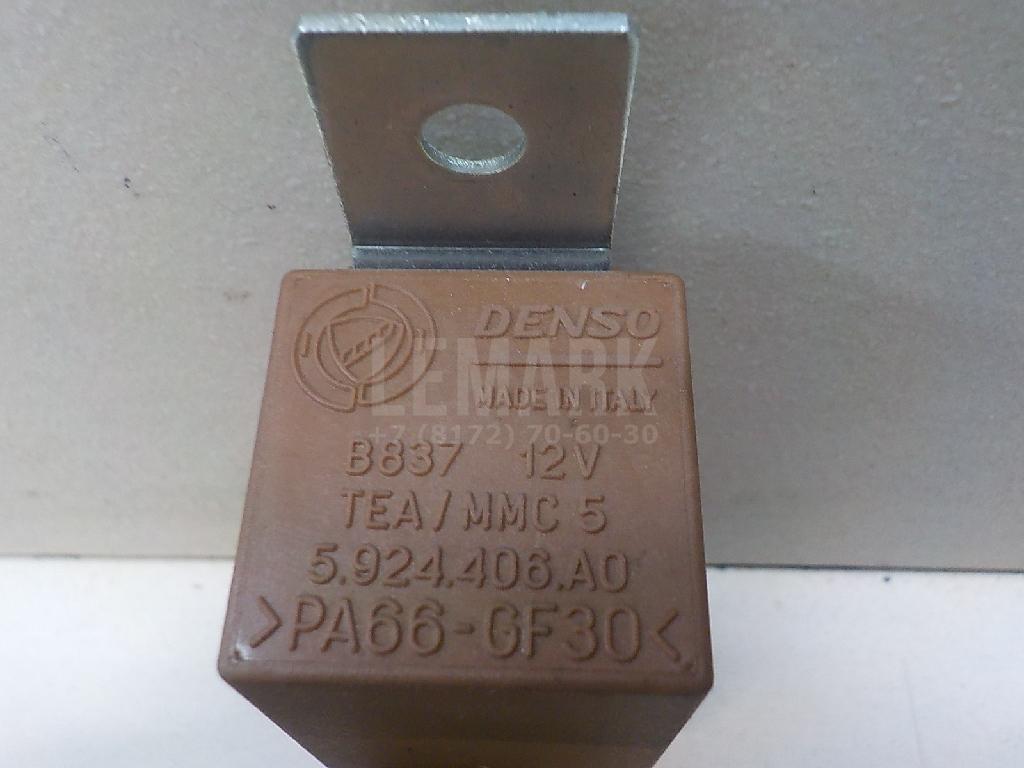 DENSO
MADE IN ITALY
LEMARK
+7 (8172) 70-60-30
B837 12V
TEA/MMC 5
5.924.406.A0
>PA66-GF30<